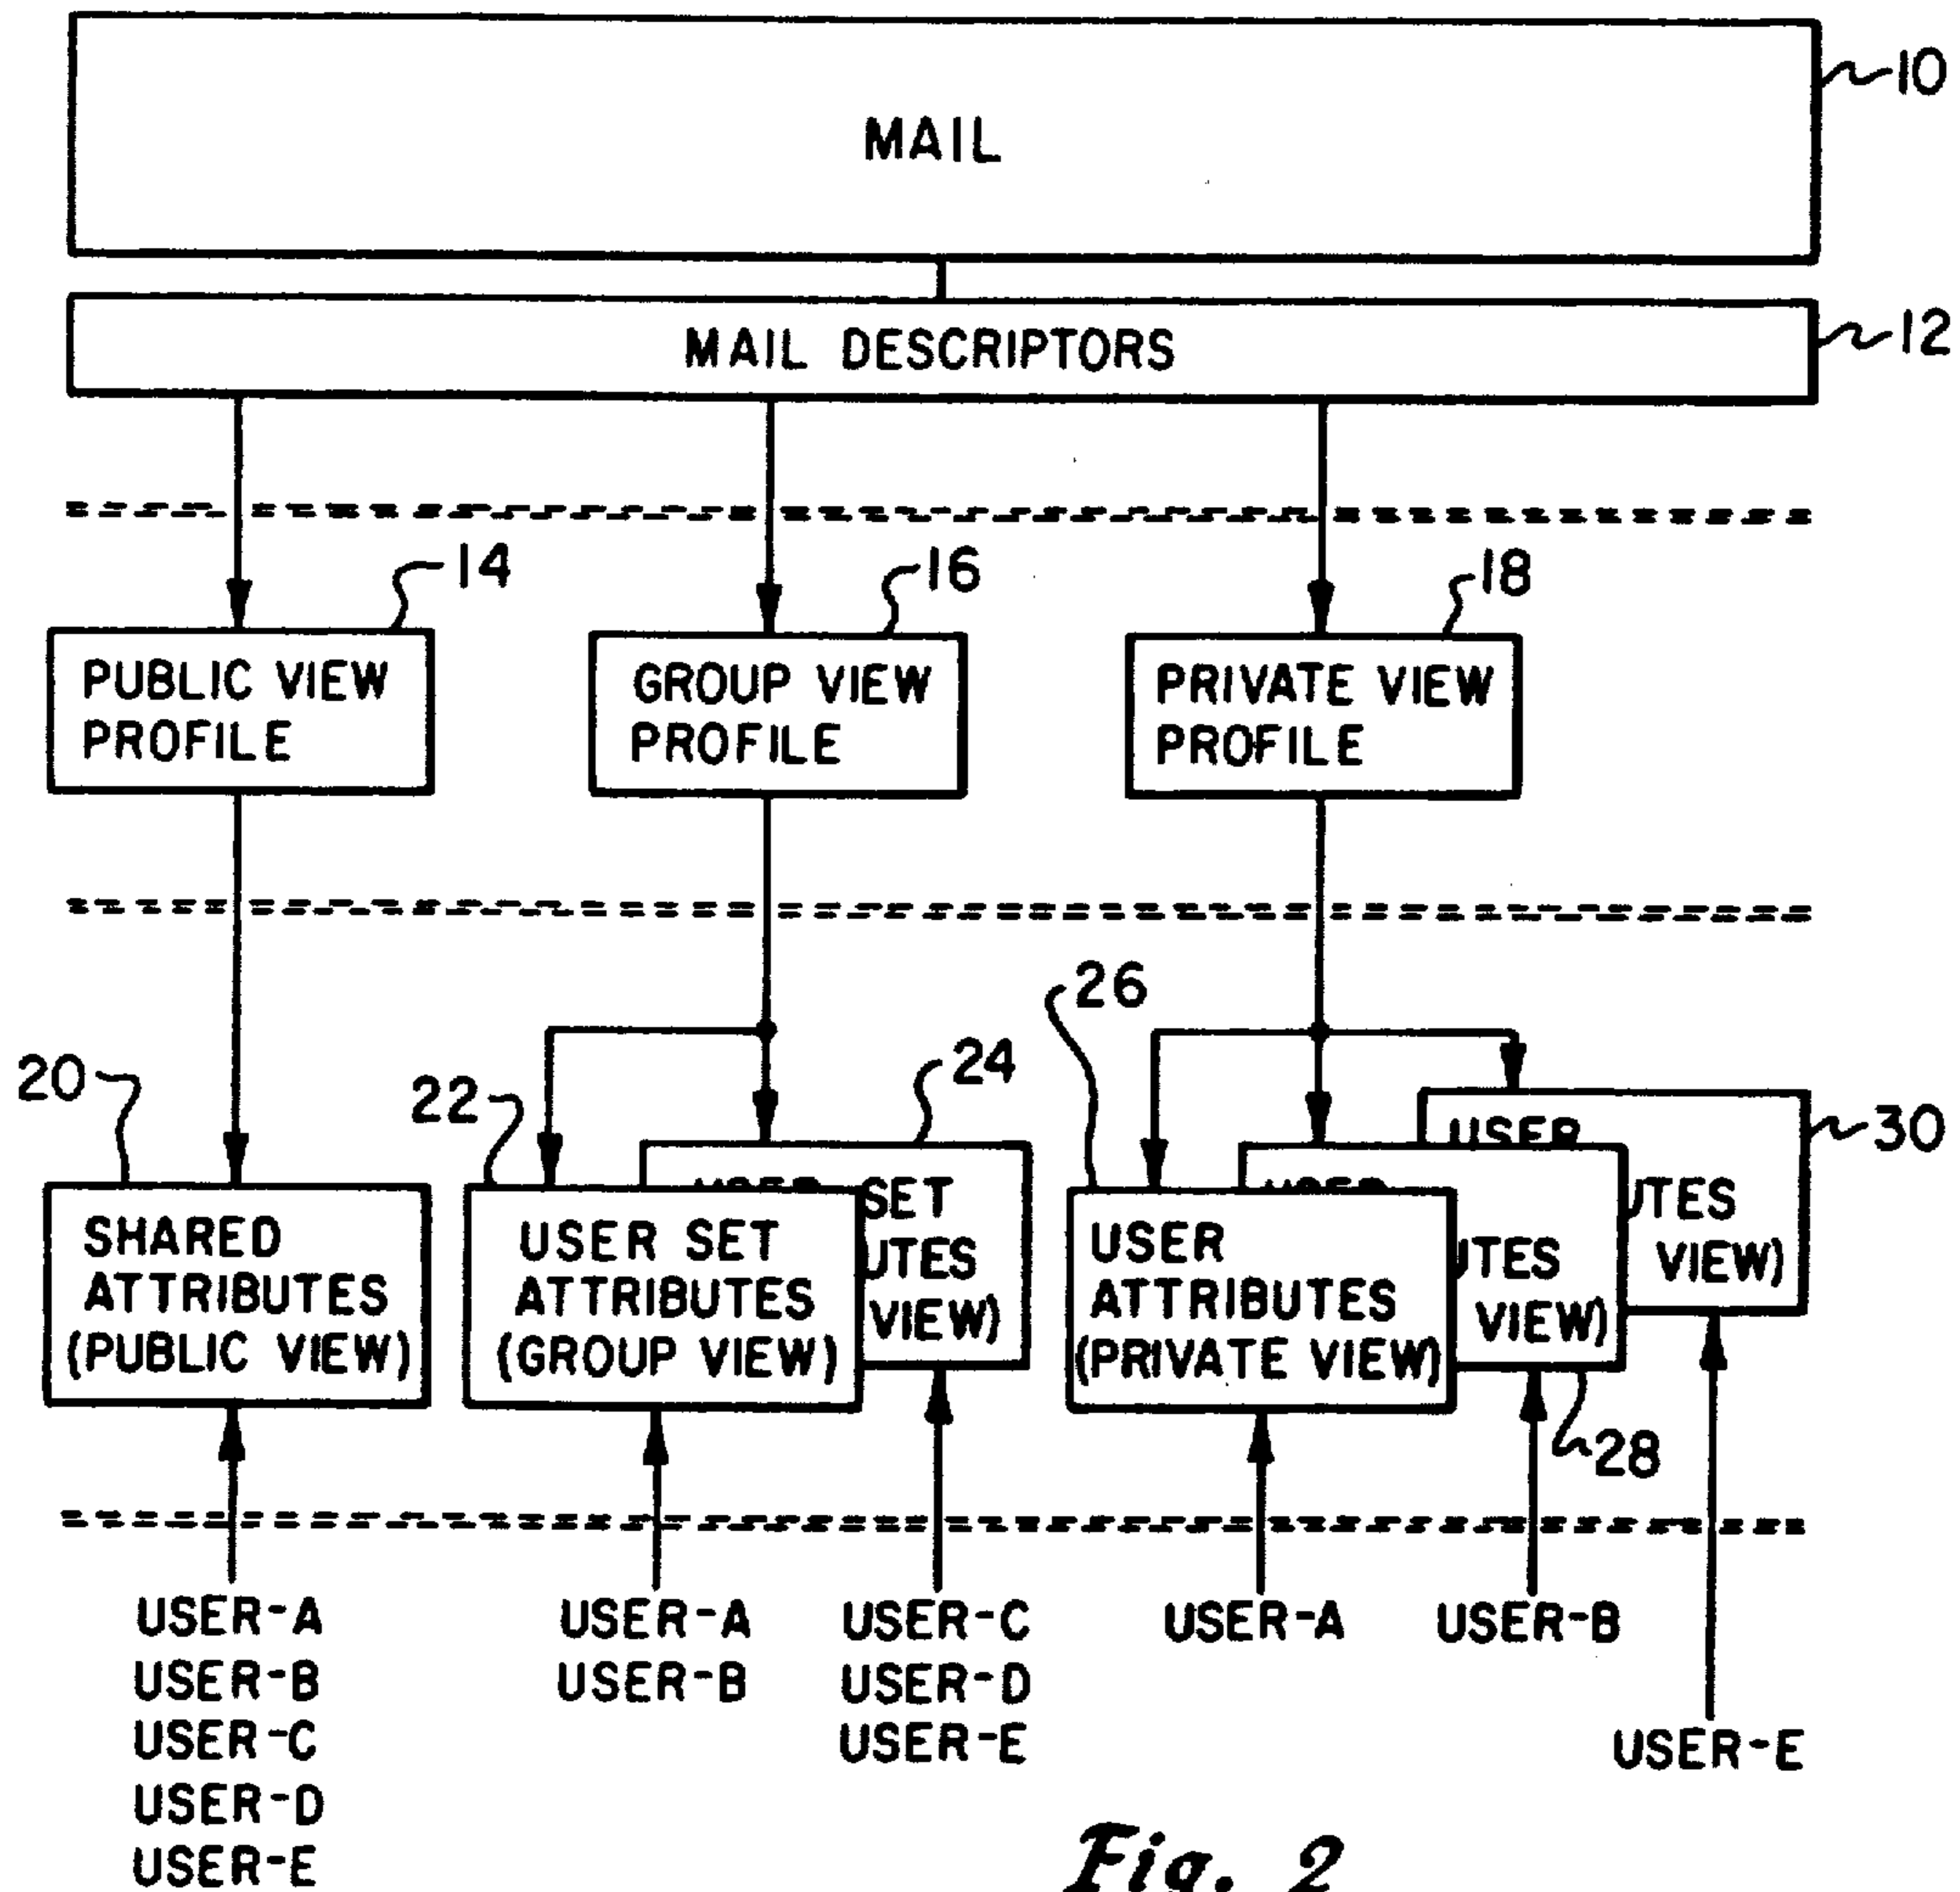 10
MAIL
12
MAIL DESCRIPTORS
14
16
18
PUBLIC VIEW
PROFILE
GROUP VIEW
PROFILE
PRIVATE VIEW
PROFILE
26
24
20
22
30
USER
SET
UTES
VIEW)
UTES
VIEW)
UTES
VIEW)
SHARED
ATTRIBUTES
(PUBLIC VIEW)
USER SET
ATTRIBUTES
(GROUP VIEW)
USER
ATTRIBUTES
(PRIVATE VIEW)
28
USER-A
USER-B
USER-C
USER-D
USER-E
USER-A
USER-B
USER-C
USER-D
USER-E
USER-A
USER-B
USER-E
Fig. 2